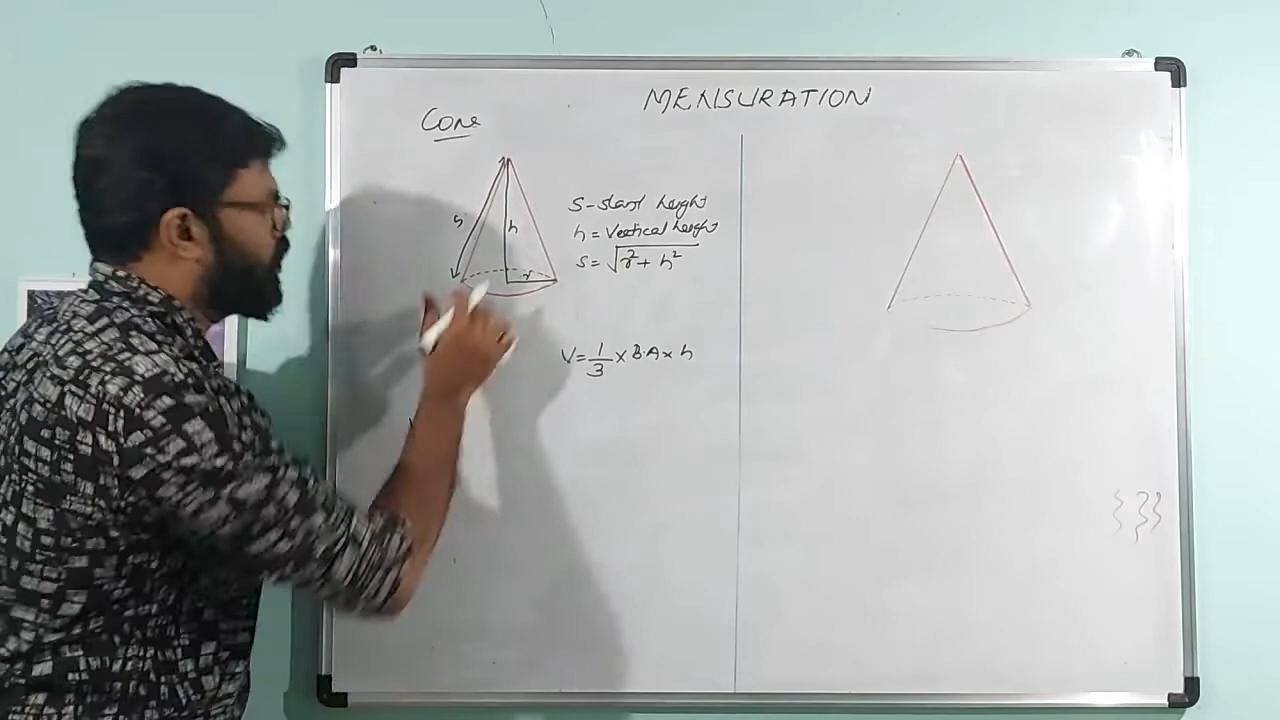 MENSURATION
Cone
S
h
r
S - slant height
h = Vertical height
S = √r² + h²
V = 1/3 × B.A × h